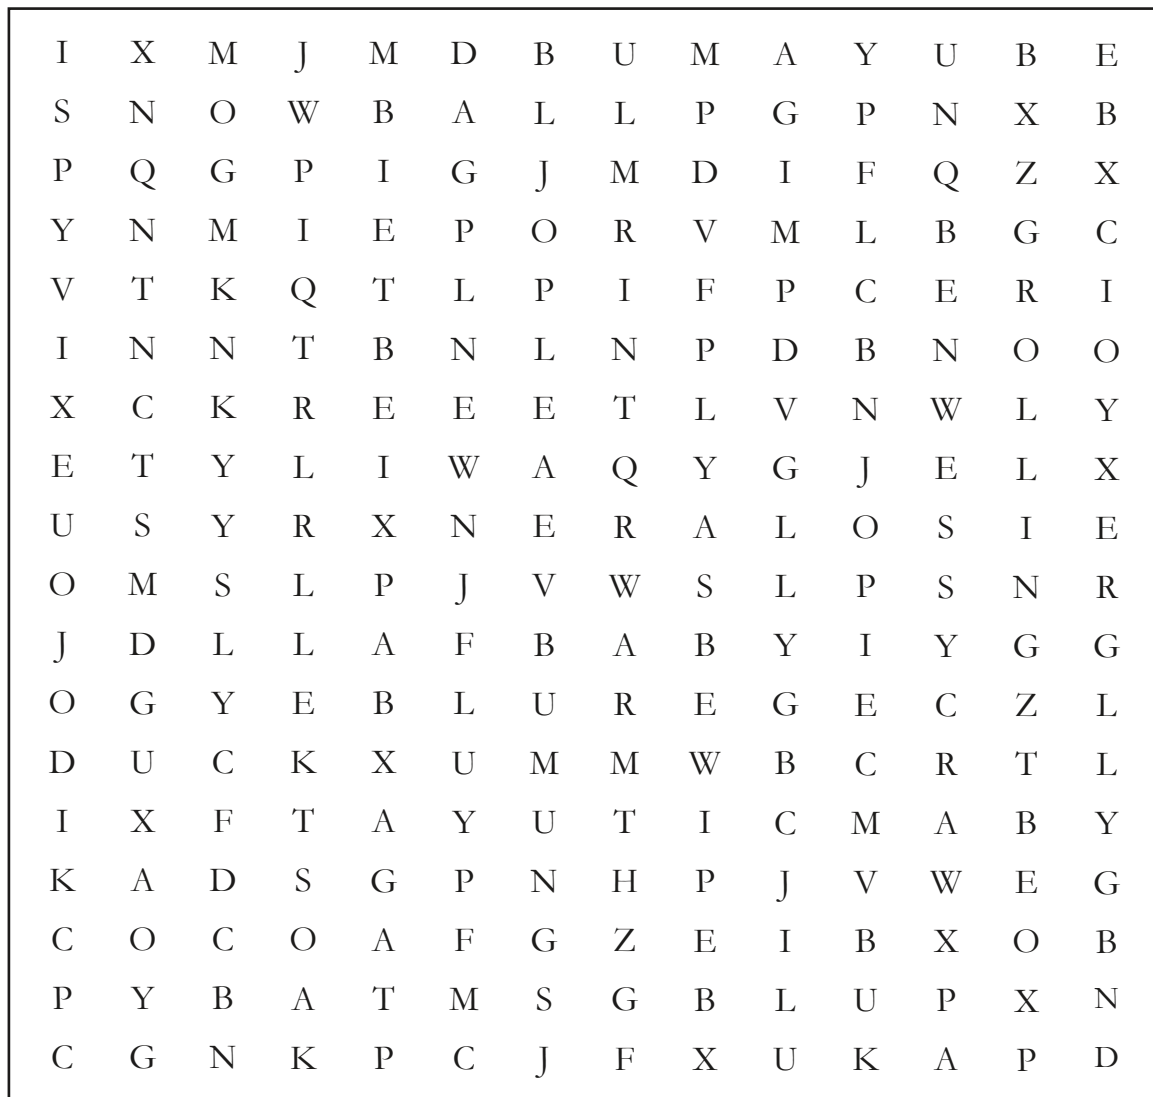 I X M J M D B U M A Y U B E
S N O W B A L L P G P N X B
P Q G P I G J M D I F Q Z X
Y N M I E P O R V M L B G C
V T K Q T L P I F P C E R I
I N N T B N L N P D B N O O
X C K R E E E T L V N W L Y
E T Y L I W A Q Y G J E L X
U S Y R X N E R A L O S I E
O M S L P J V W S L P S N R
J D L L A F B A B Y I Y G G
O G Y E B L U R E G E C Z L
D U C K X U M M W B C R T L
I X F T A Y U T I C M A B Y
K A D S G P N H P J V W E G
C O C O A F G Z E I B X O B
P Y B A T M S G B L U P X N
C G N K P C J F X U K A P D